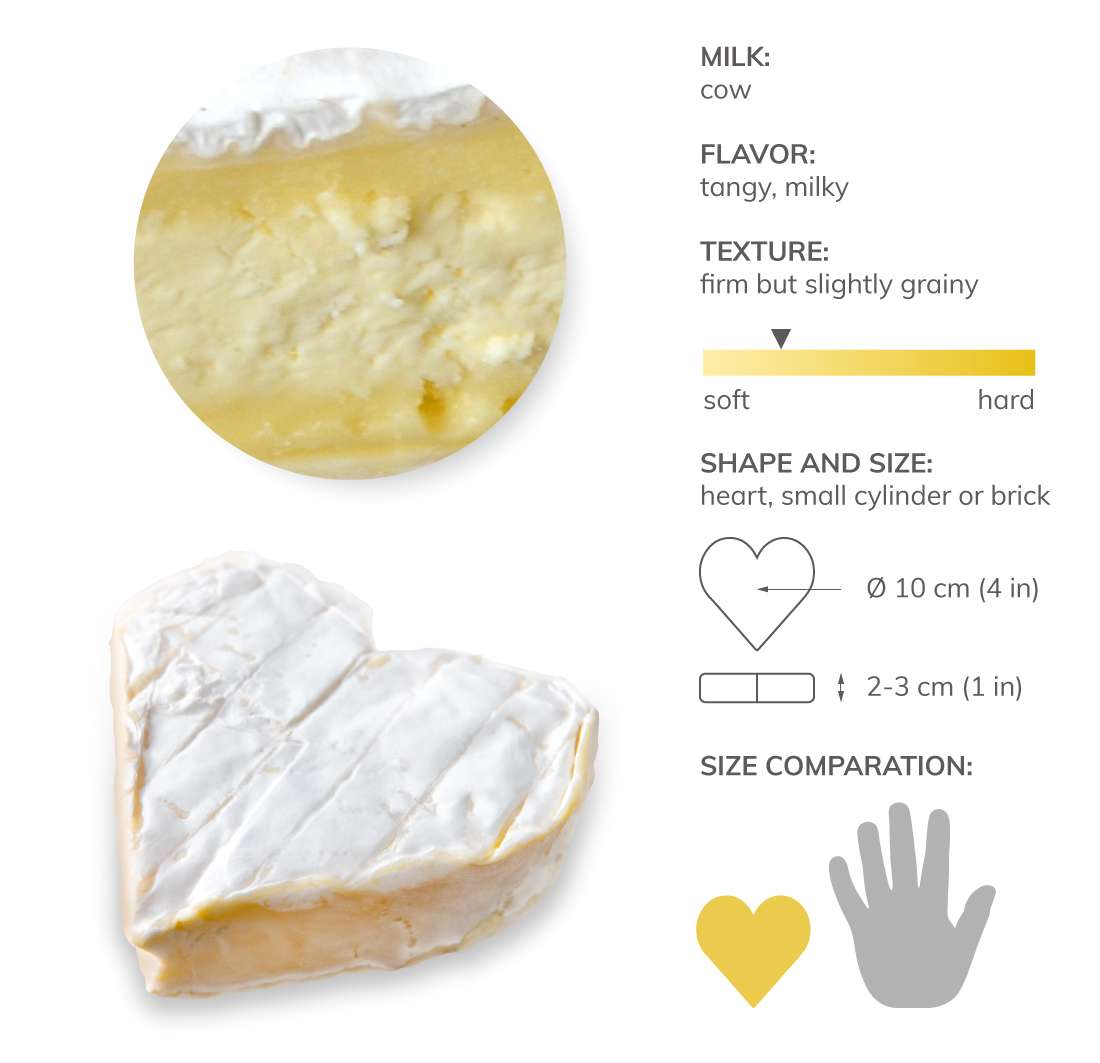 MILK:
cow
FLAVOR:
tangy, milky
TEXTURE:
firm but slightly grainy
soft hard
SHAPE AND SIZE:
heart, small cylinder or brick
Ø 10 cm (4 in)
2-3 cm (1 in)
SIZE COMPARATION: